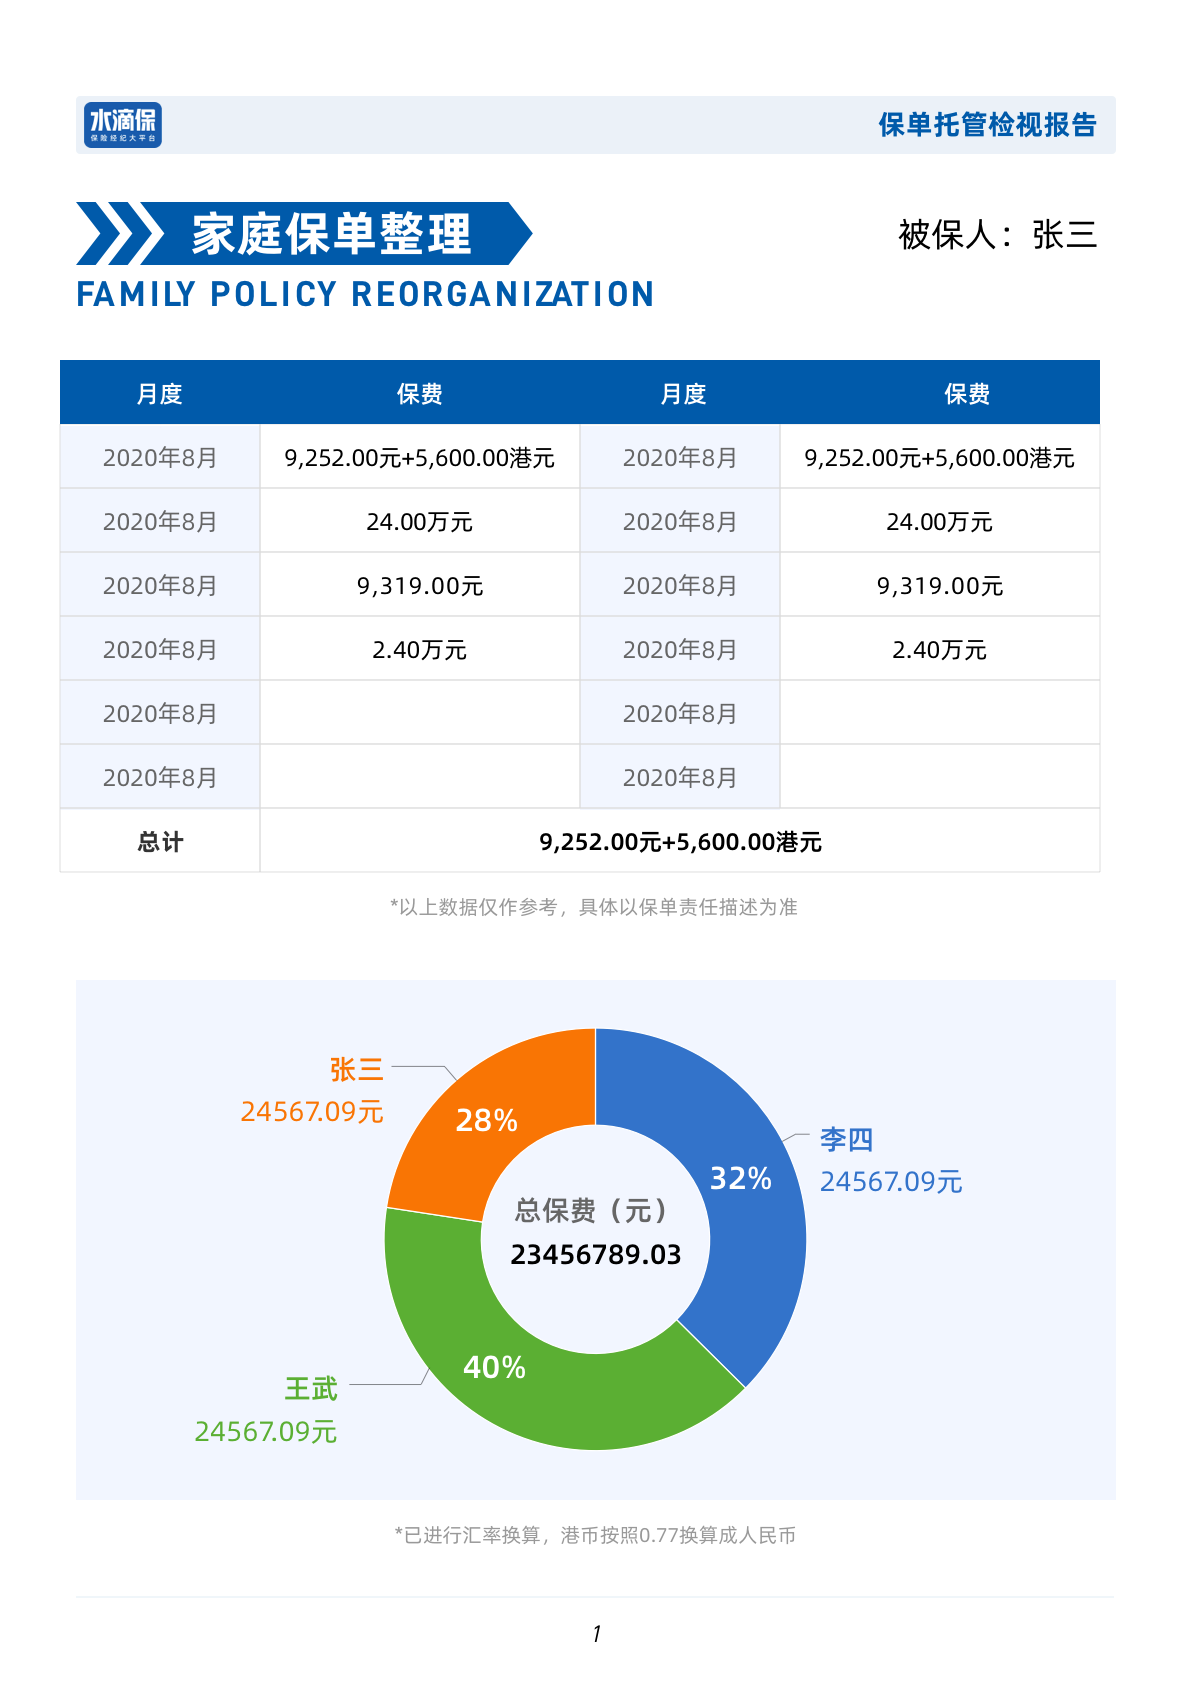 水滴保
保险经纪大平台
保单托管检视报告
家庭保单整理
被保人：张三
FAMILY POLICY REORGANIZATION
月度 保费 月度 保费
2020年8月 9,252.00元+5,600.00港元 2020年8月 9,252.00元+5,600.00港元
2020年8月 24.00万元 2020年8月 24.00万元
2020年8月 9,319.00元 2020年8月 9,319.00元
2020年8月 2.40万元 2020年8月 2.40万元
2020年8月 2020年8月
2020年8月 2020年8月
总计 9,252.00元+5,600.00港元
*以上数据仅作参考，具体以保单责任描述为准
张三
24567.09元
28%
李四
24567.09元
32%
总保费（元）
23456789.03
40%
王武
24567.09元
*已进行汇率换算，港币按照0.77换算成人民币
1